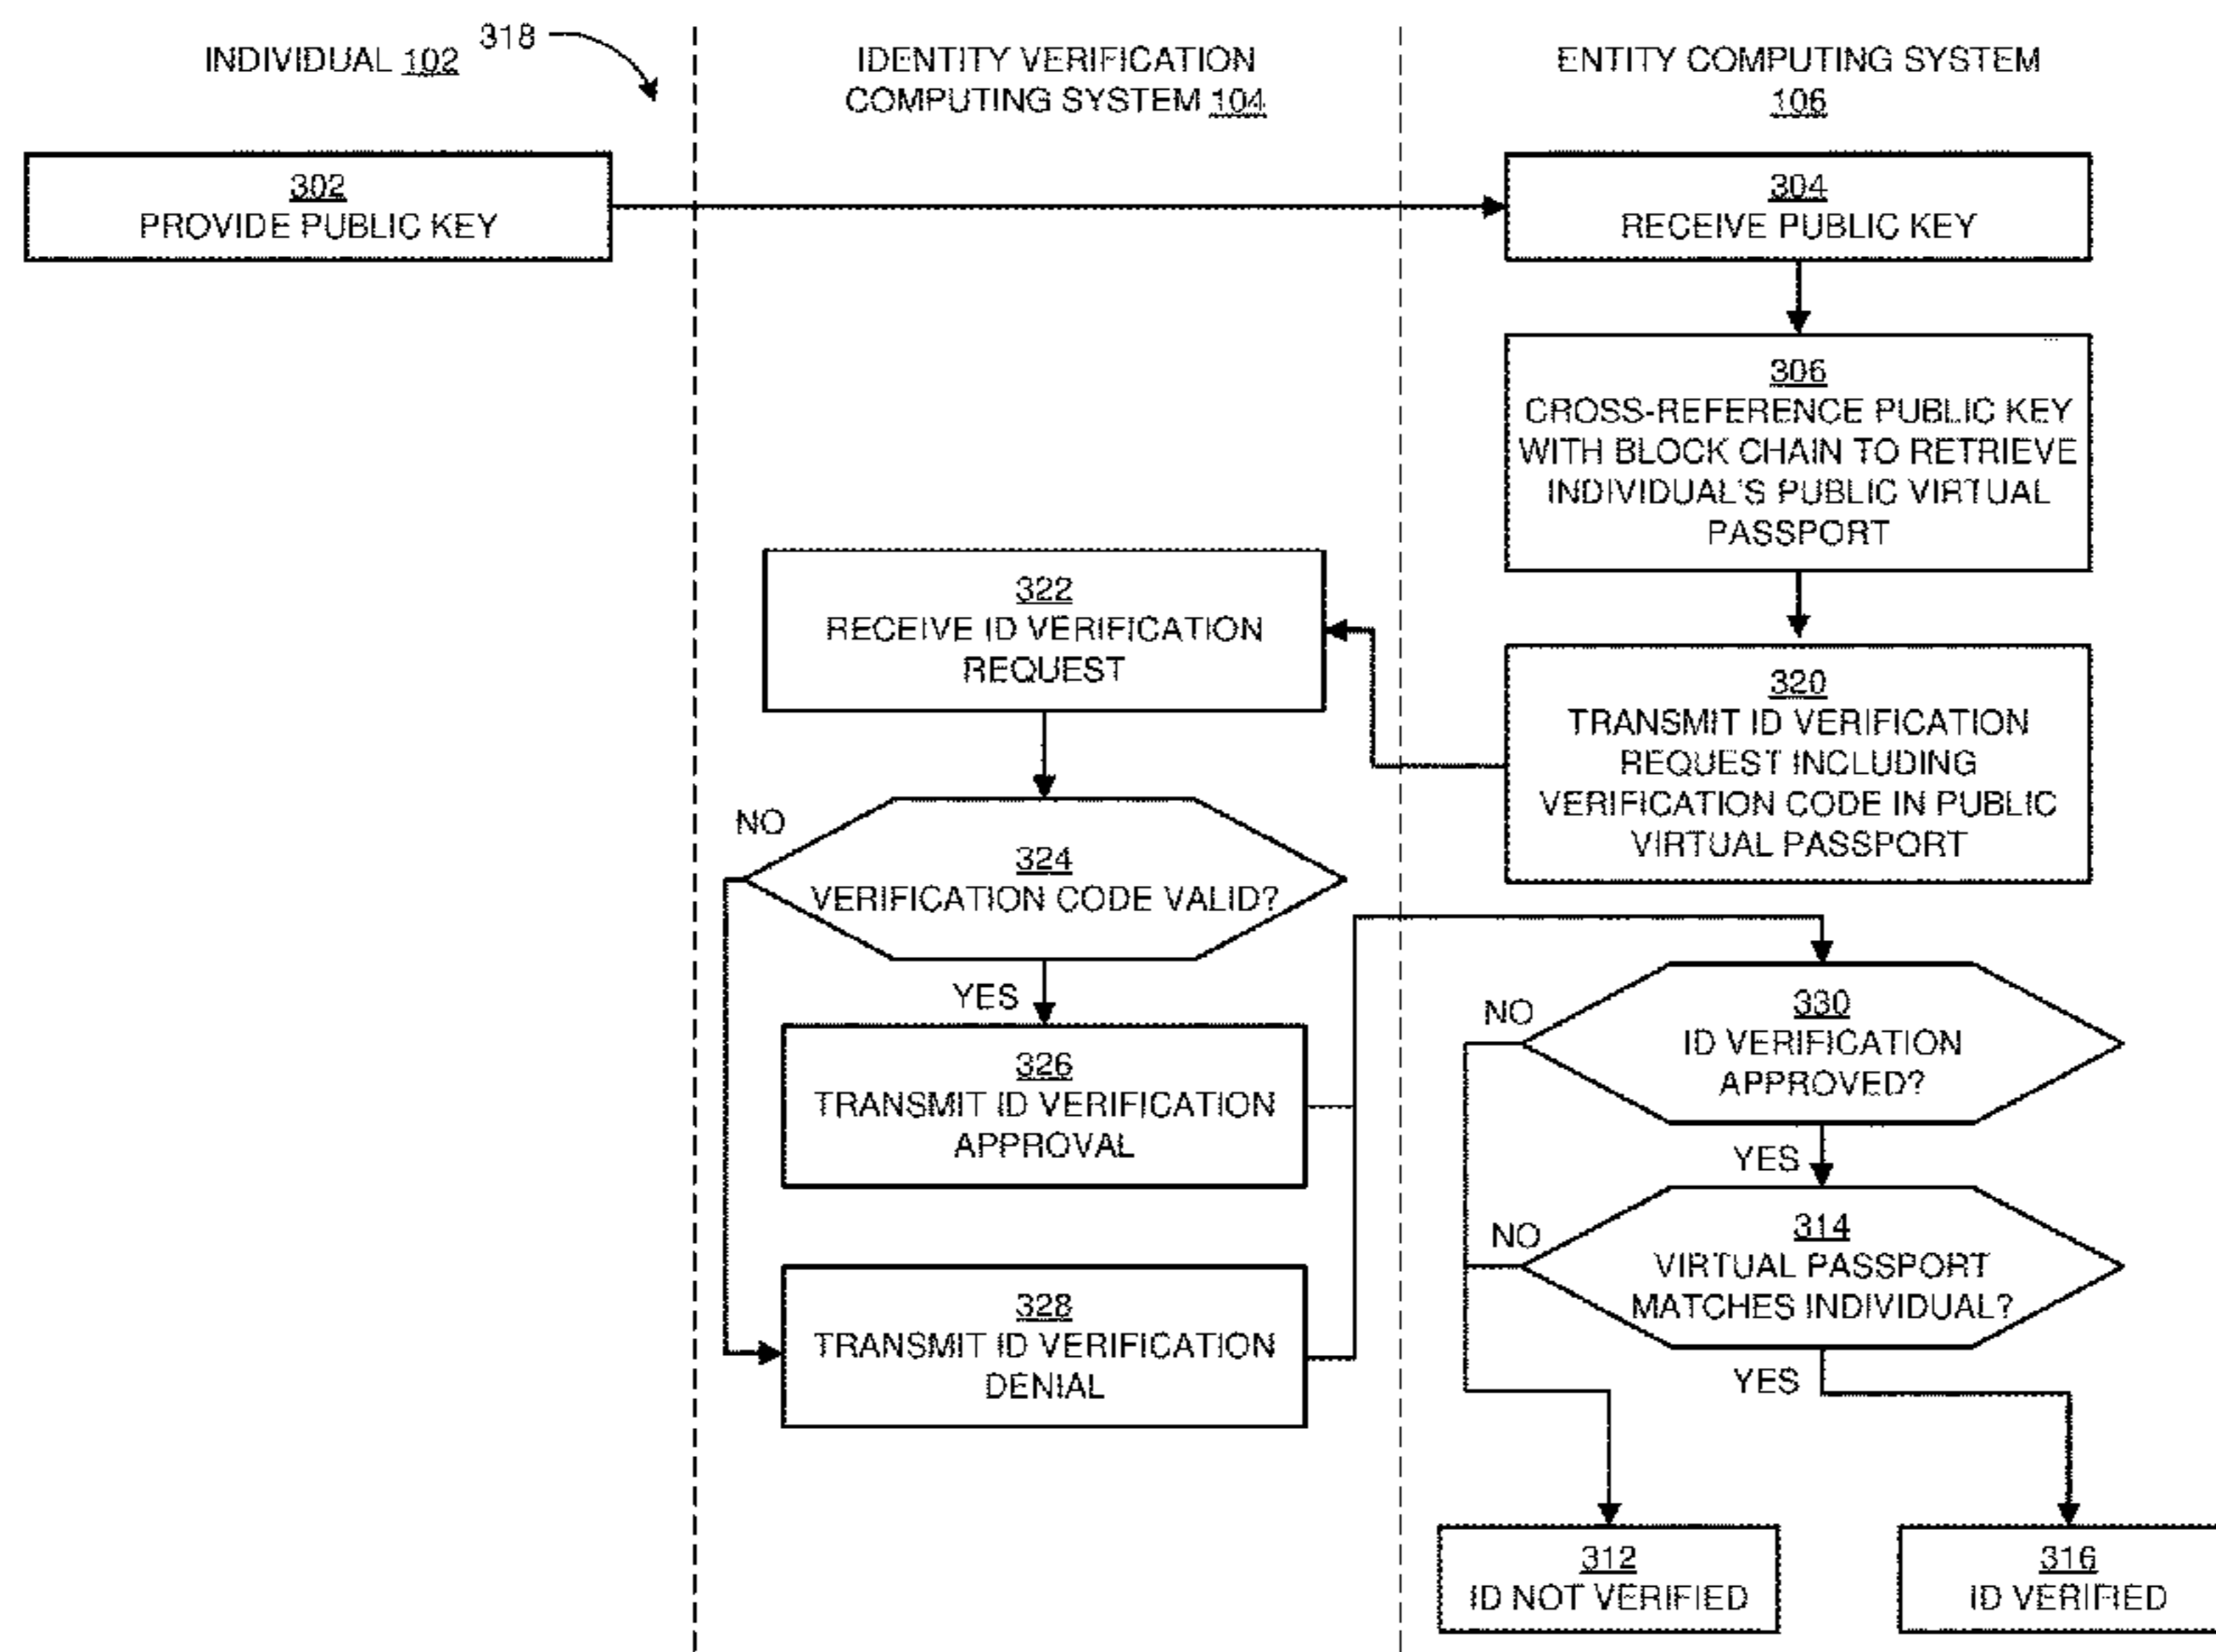 INDIVIDUAL 102
318
IDENTITY VERIFICATION
COMPUTING SYSTEM 104
ENTITY COMPUTING SYSTEM
106
302
PROVIDE PUBLIC KEY
304
RECEIVE PUBLIC KEY
306
CROSS-REFERENCE PUBLIC KEY
WITH BLOCK CHAIN TO RETRIEVE
INDIVIDUAL'S PUBLIC VIRTUAL
PASSPORT
320
TRANSMIT ID VERIFICATION
REQUEST INCLUDING
VERIFICATION CODE IN PUBLIC
VIRTUAL PASSPORT
322
RECEIVE ID VERIFICATION
REQUEST
324
VERIFICATION CODE VALID?
NO
YES
326
TRANSMIT ID VERIFICATION
APPROVAL
328
TRANSMIT ID VERIFICATION
DENIAL
330
ID VERIFICATION
APPROVED?
NO
YES
314
VIRTUAL PASSPORT
MATCHES INDIVIDUAL?
NO
YES
312
ID NOT VERIFIED
316
ID VERIFIED